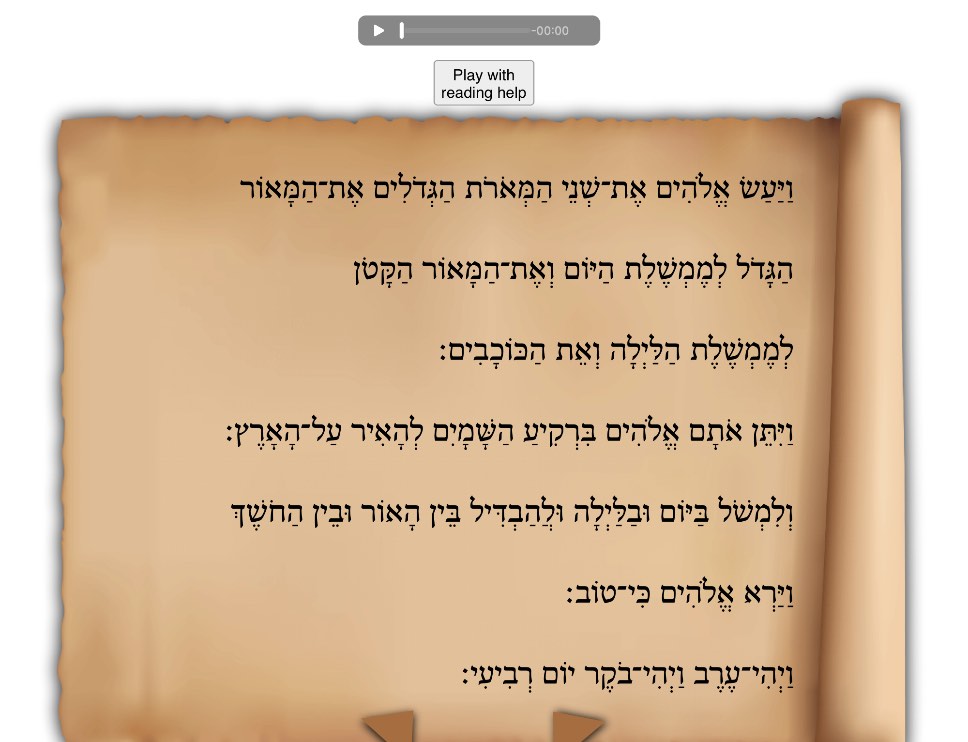 -00:00
Play with
reading help
וַיַּעַשׂ אֱלֹהִים אֶת־שְׁנֵי הַמְּאֹרֹת הַגְּדֹלִים אֶת־הַמָּאוֹר
הַגָּדֹל לְמֶמְשֶׁלֶת הַיּוֹם וְאֶת־הַמָּאוֹר הַקָּטֹן
לְמֶמְשֶׁלֶת הַלַּיְלָה וְאֵת הַכּוֹכָבִים:
וַיִּתֵּן אֹתָם אֱלֹהִים בִּרְקִיעַ הַשָּׁמָיִם לְהָאִיר עַל־הָאָרֶץ:
וְלִמְשֹׁל בַּיּוֹם וּבַלַּיְלָה וּלֲהַבְדִּיל בֵּין הָאוֹר וּבֵין הַחֹשֶׁךְ
וַיַּרְא אֱלֹהִים כִּי־טוֹב:
וַיְהִי־עֶרֶב וַיְהִי־בֹקֶר יוֹם רְבִיעִי: